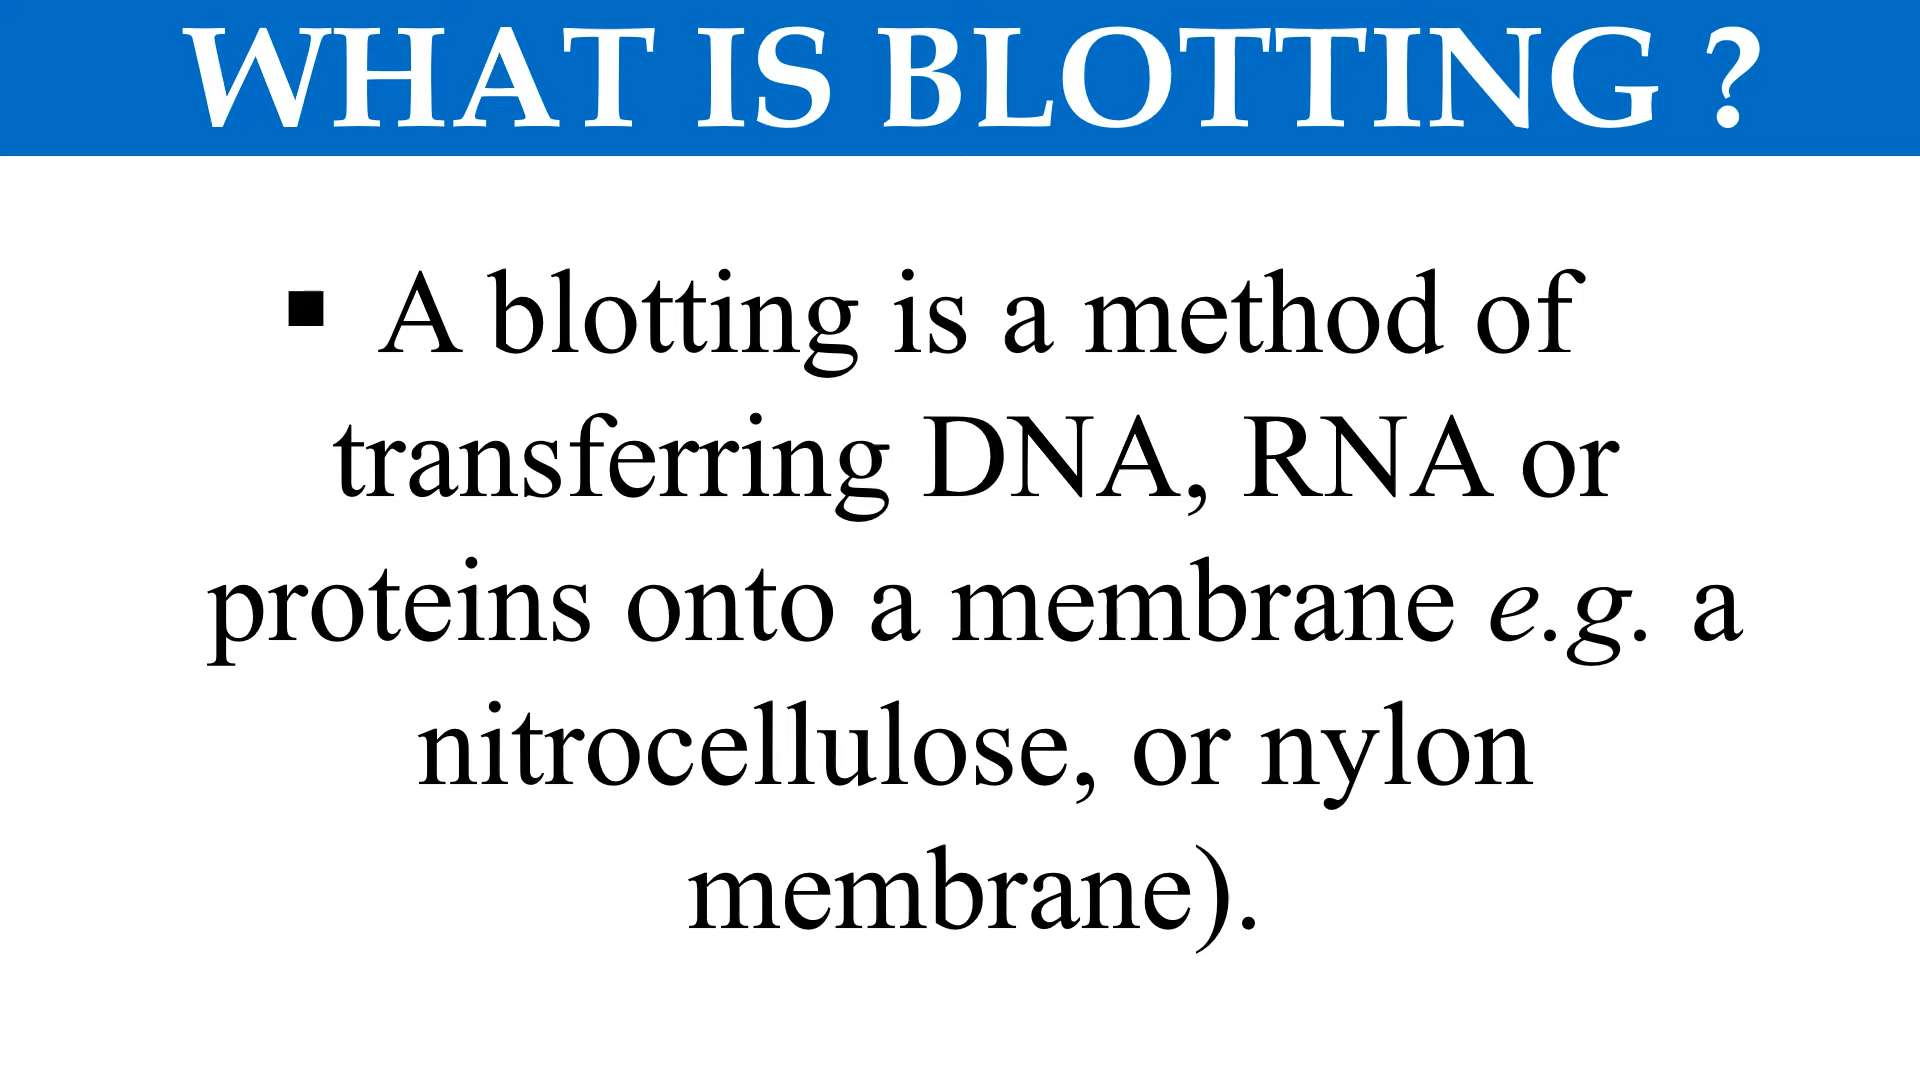 WHAT IS BLOTTING ?
▪ A blotting is a method of
transferring DNA, RNA or
proteins onto a membrane e.g. a
nitrocellulose, or nylon
membrane).